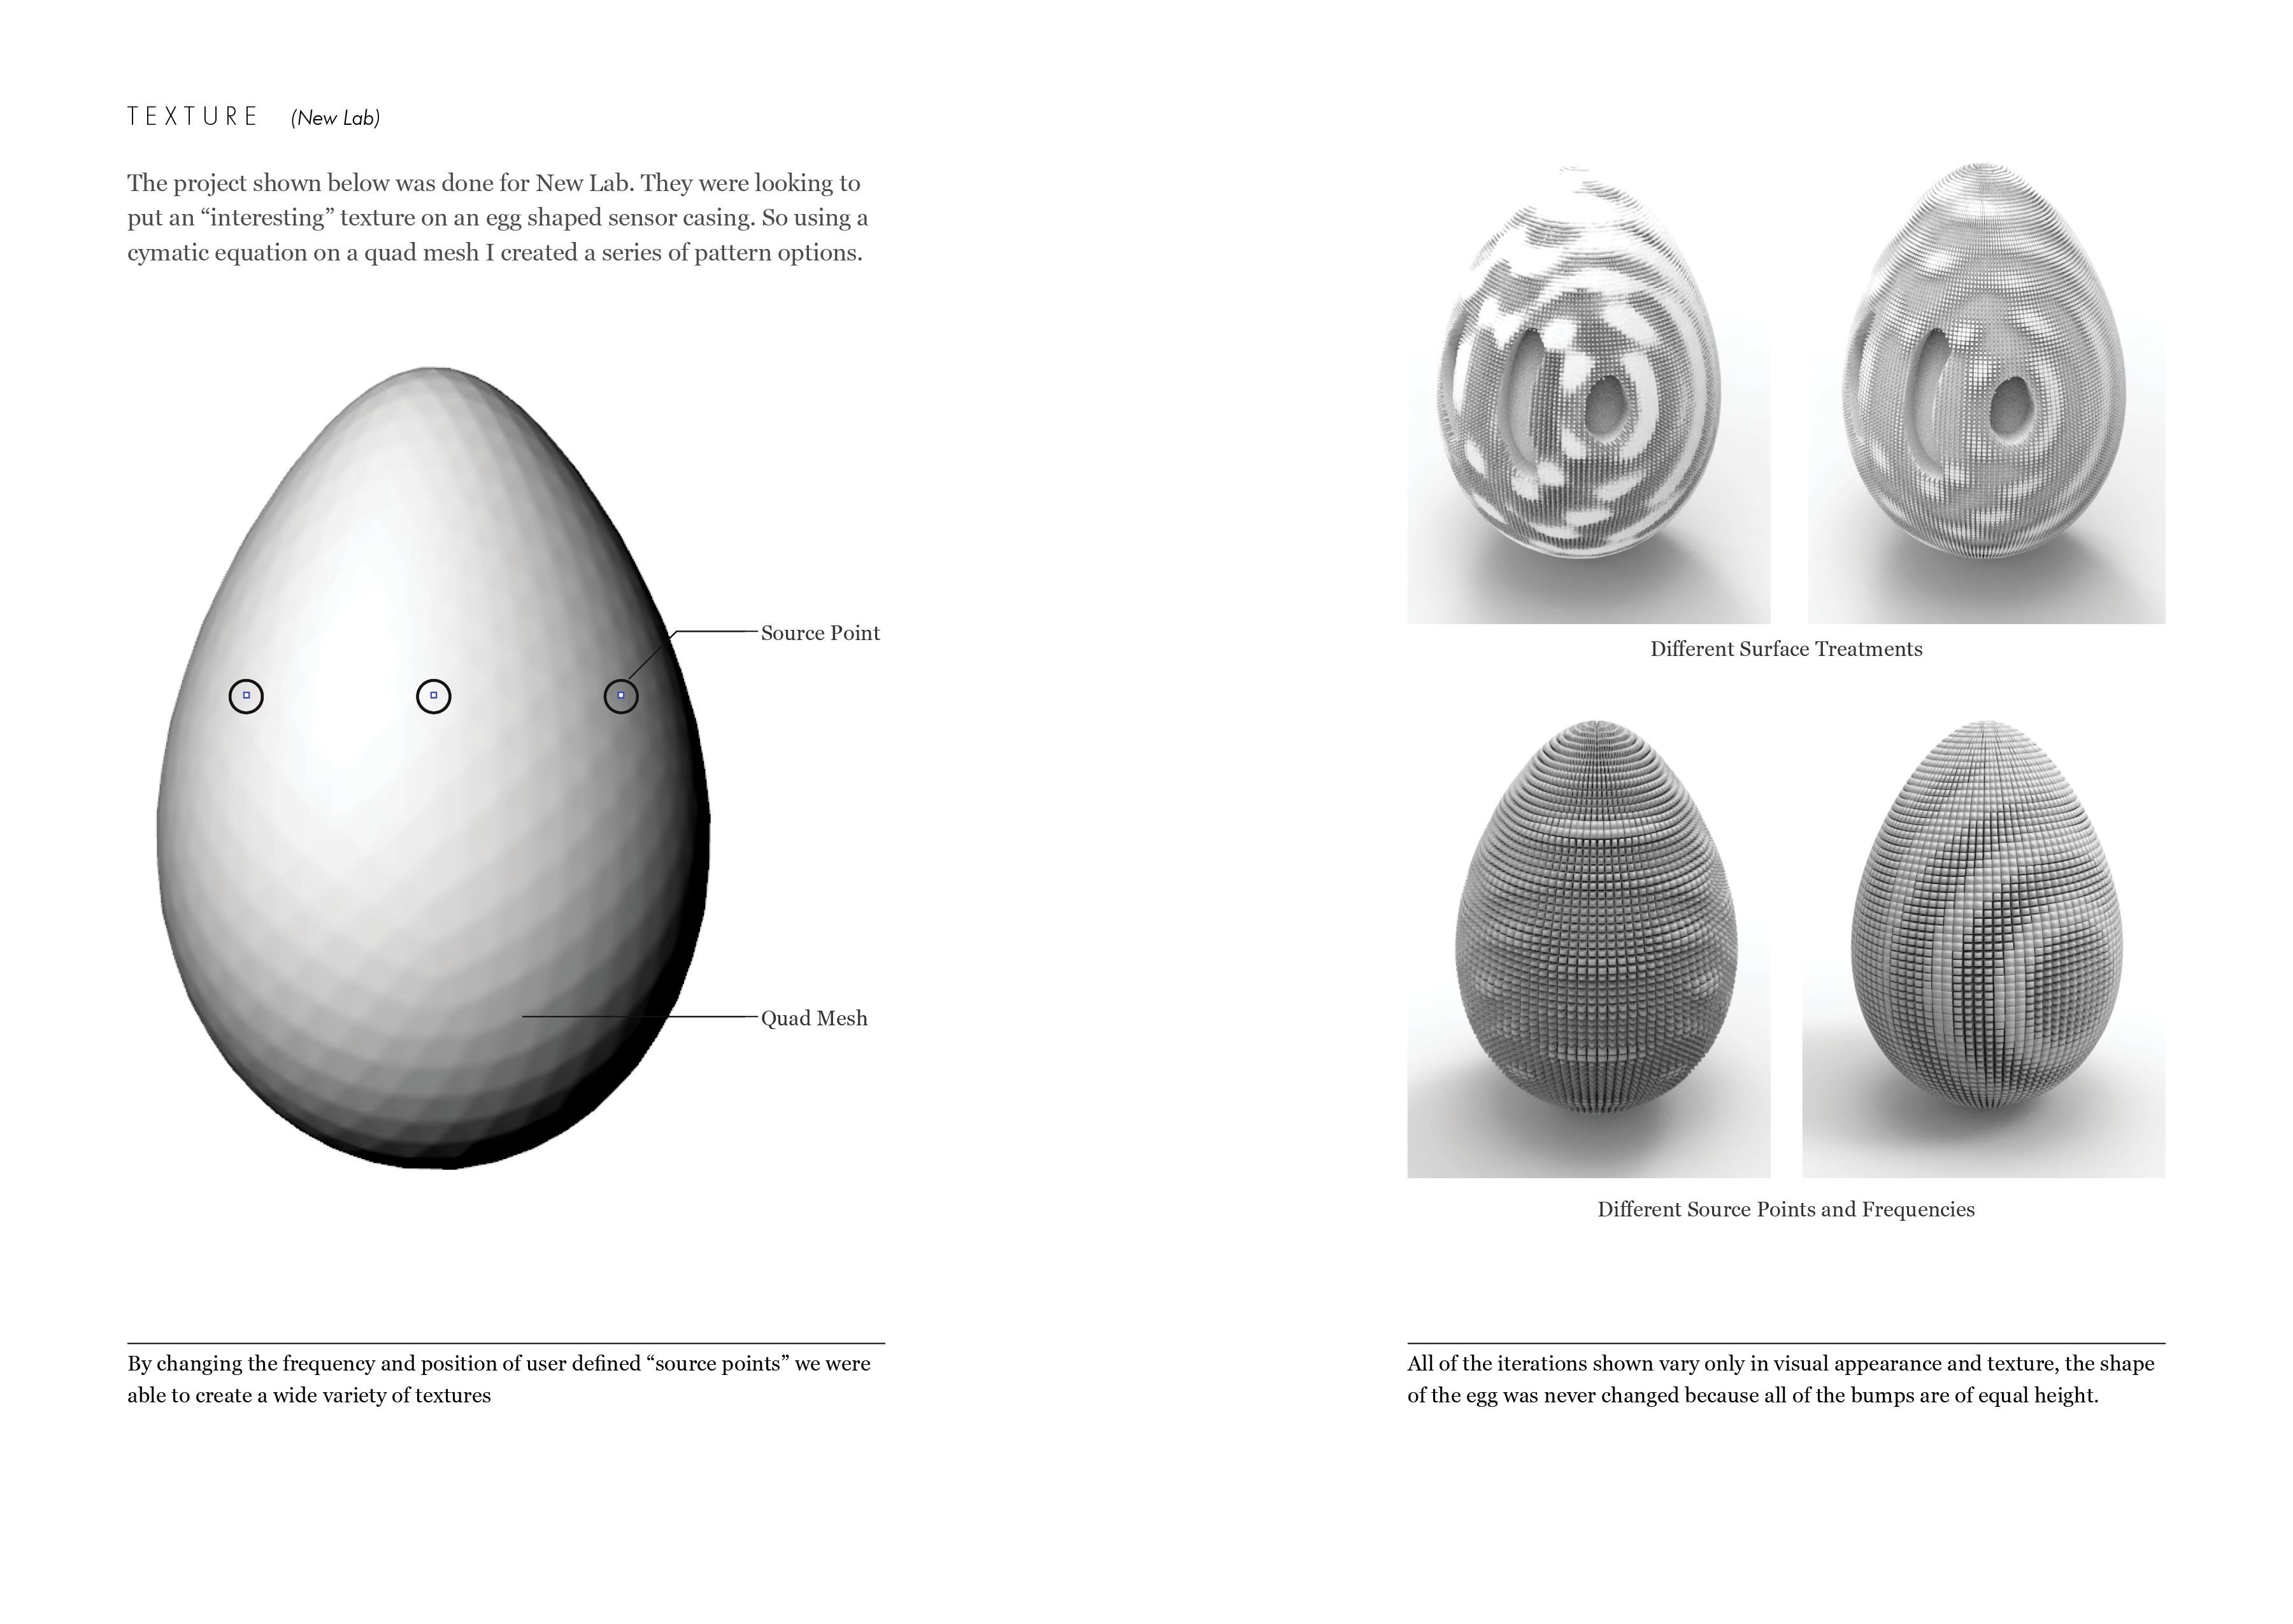 TEXTURE (New Lab)
The project shown below was done for New Lab. They were looking to
put an “interesting” texture on an egg shaped sensor casing. So using a
cymatic equation on a quad mesh I created a series of pattern options.
Source Point
Quad Mesh
By changing the frequency and position of user defined “source points” we were
able to create a wide variety of textures
Different Surface Treatments
Different Source Points and Frequencies
All of the iterations shown vary only in visual appearance and texture, the shape
of the egg was never changed because all of the bumps are of equal height.